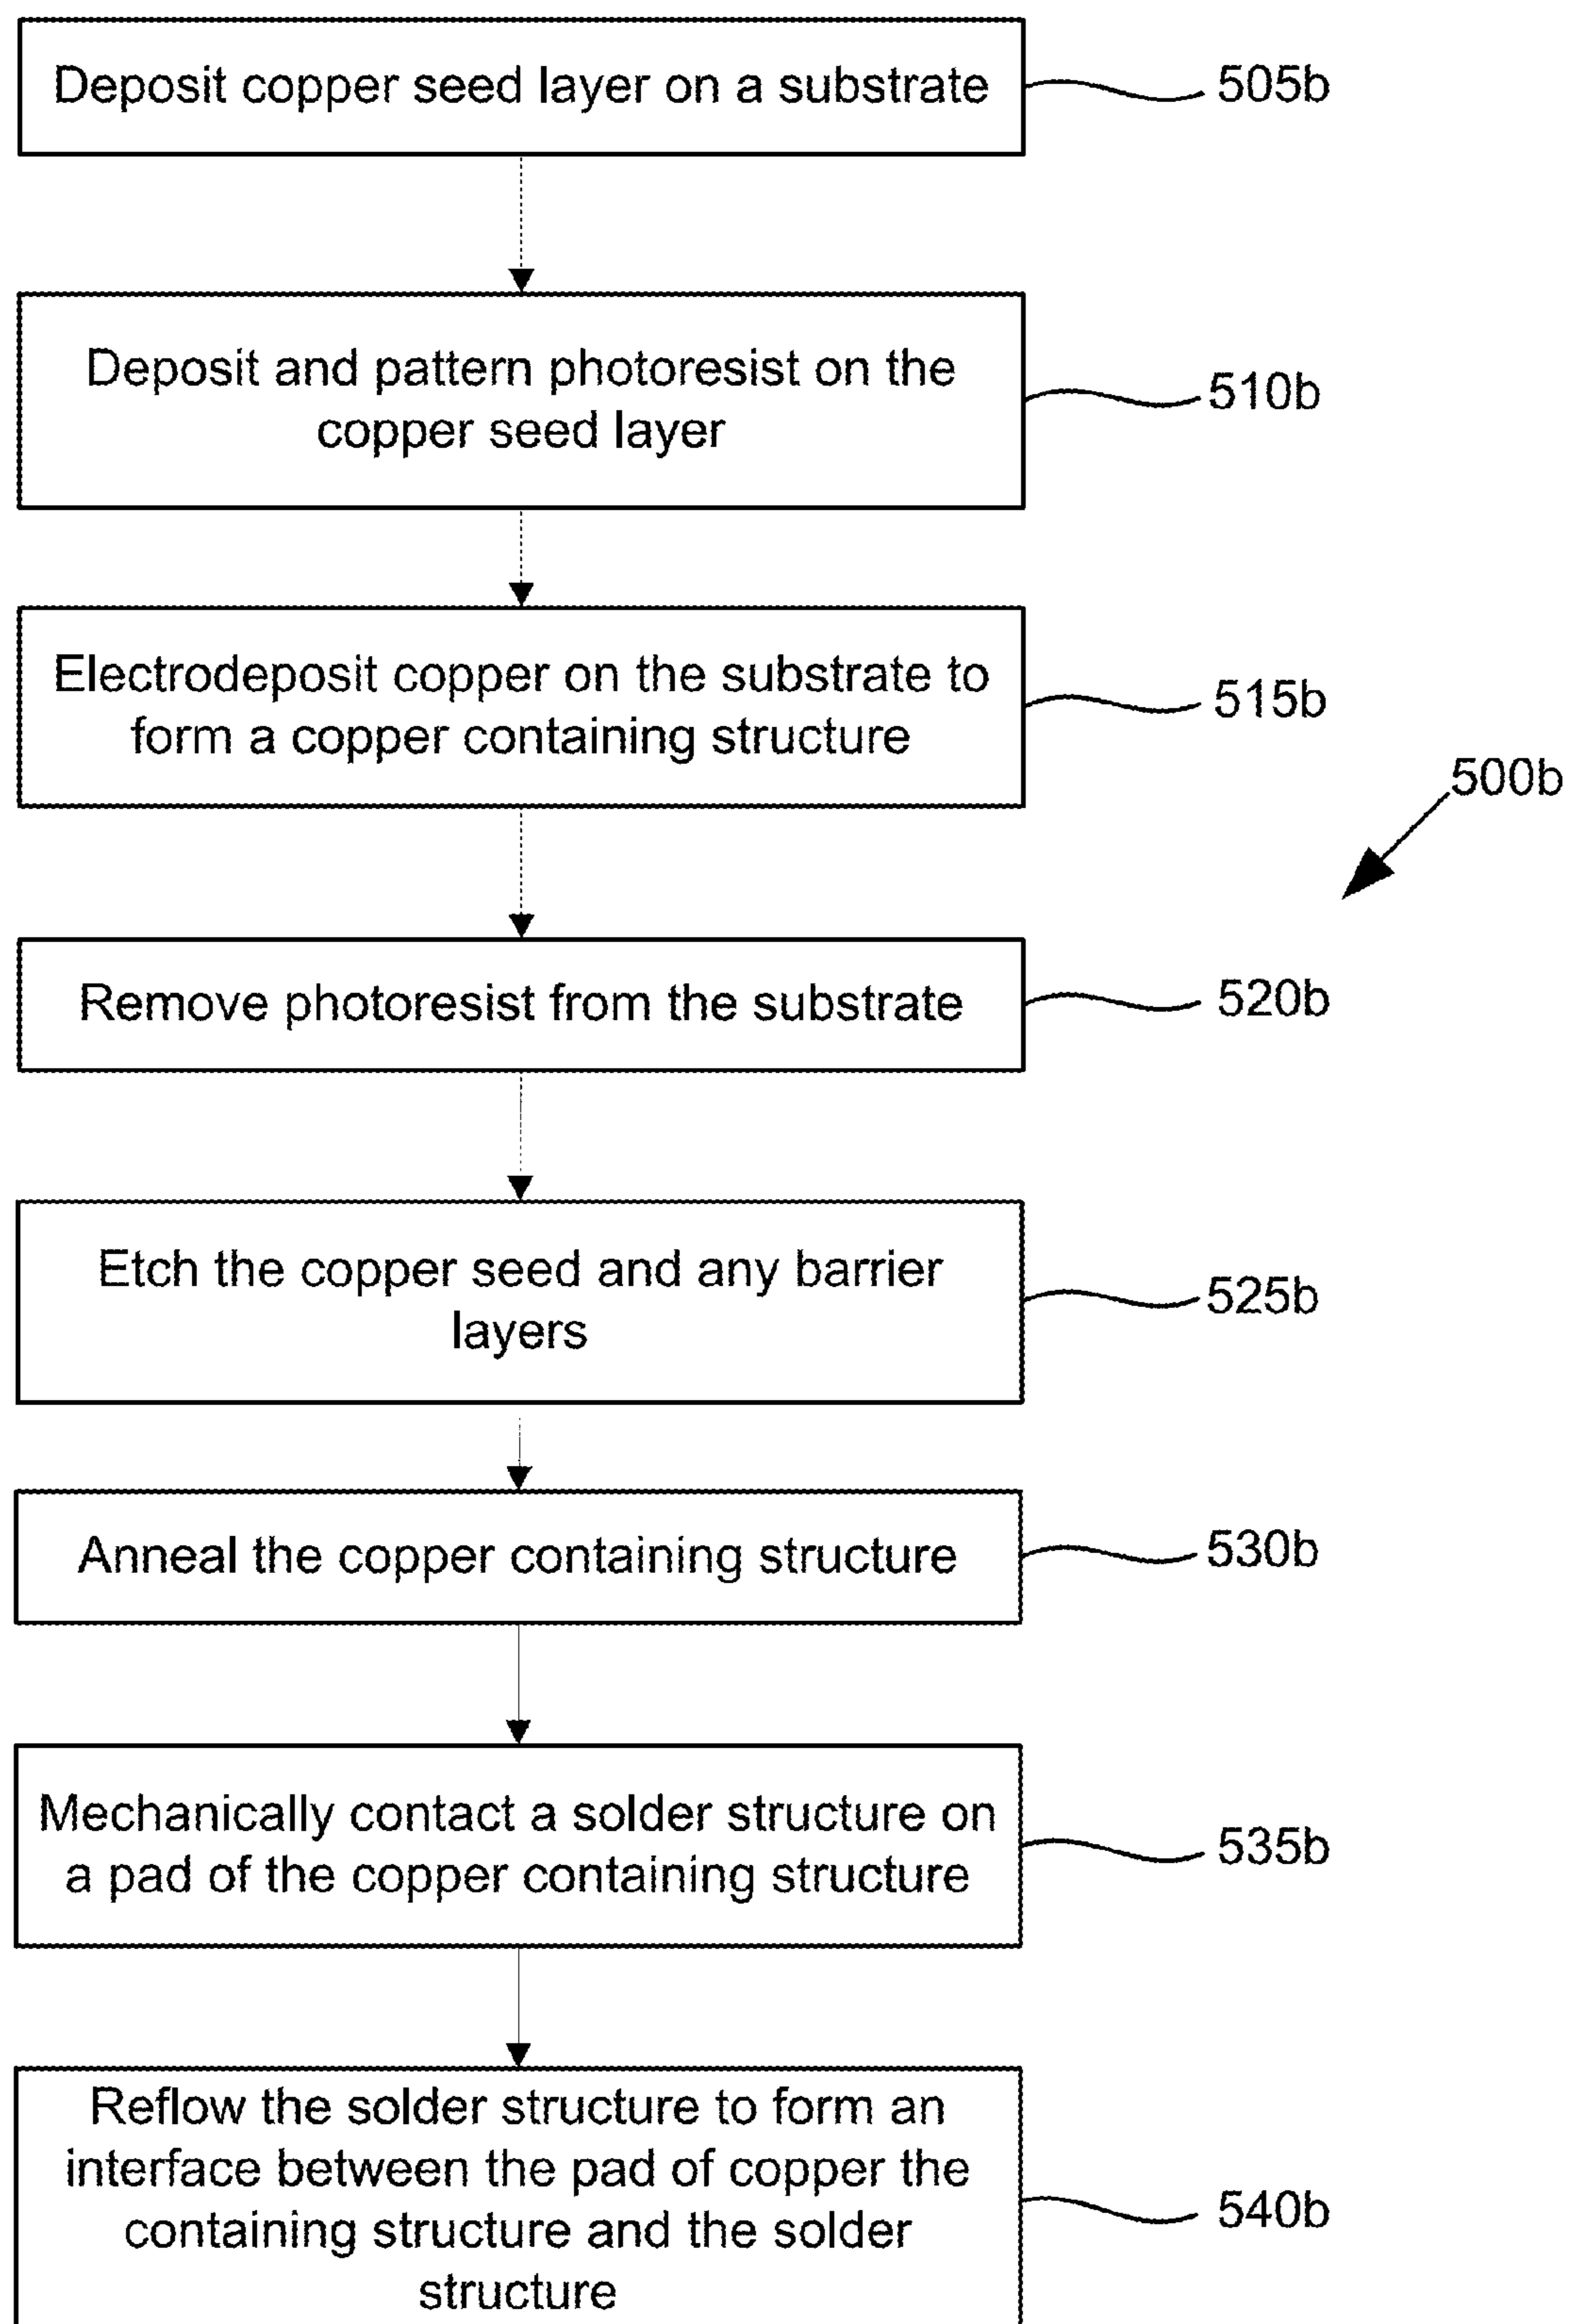 Deposit copper seed layer on a substrate
505b
Deposit and pattern photoresist on the
copper seed layer
510b
Electrodeposit copper on the substrate to
form a copper containing structure
515b
500b
Remove photoresist from the substrate
520b
Etch the copper seed and any barrier
layers
525b
Anneal the copper containing structure
530b
Mechanically contact a solder structure on
a pad of the copper containing structure
535b
Reflow the solder structure to form an
interface between the pad of copper the
containing structure and the solder
structure
540b